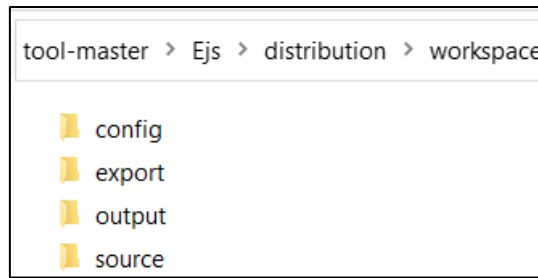 tool-master > Ejs > distribution > workspace
config
export
output
source